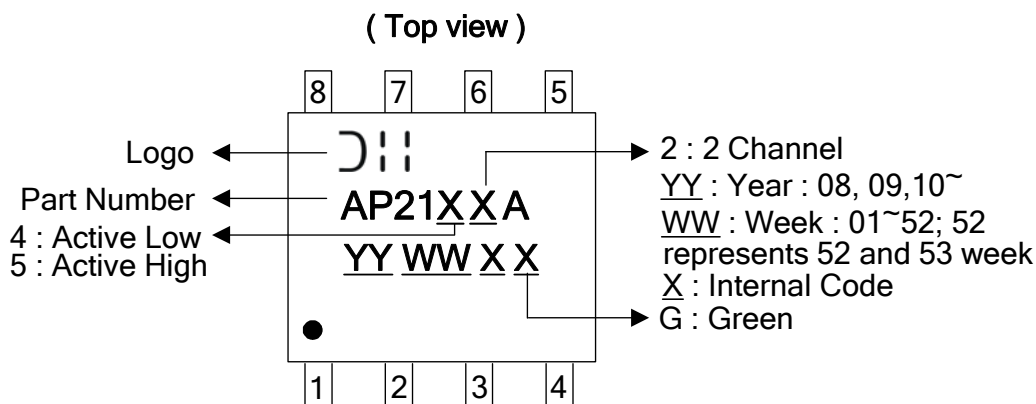 ( Top view )
8 7 6 5
Logo
Part Number
4 : Active Low
5 : Active High
AP21XXA
YY WW X X
2 : 2 Channel
YY : Year : 08, 09,10~
WW : Week : 01~52; 52
represents 52 and 53 week
X : Internal Code
G : Green
1 2 3 4